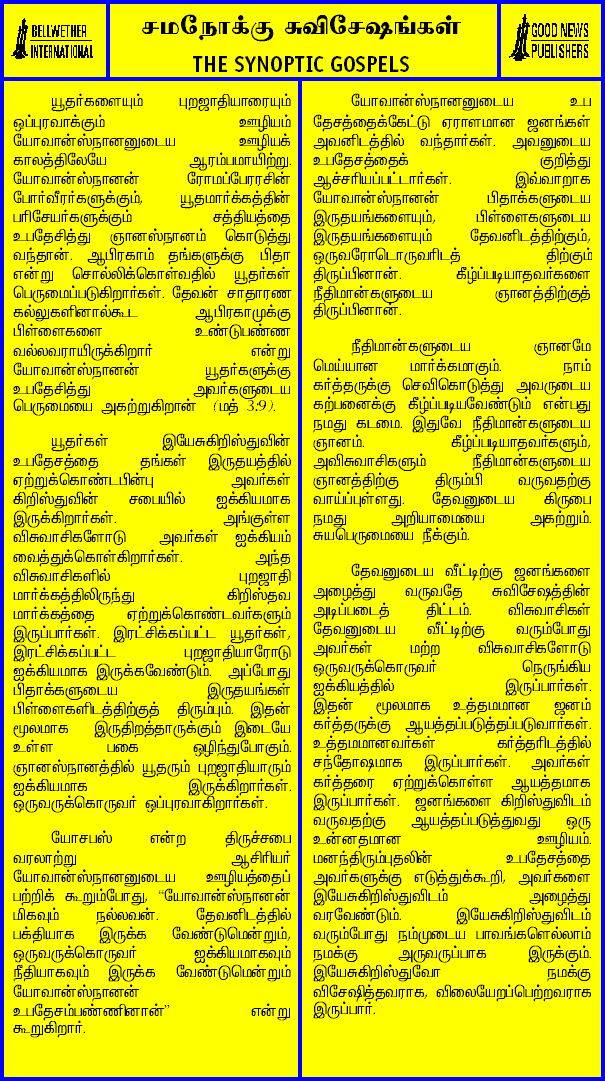 BELLWETHER
INTERNATIONAL
சமநோக்கு சுவிசேஷங்கள்
THE SYNOPTIC GOSPELS
GOOD NEWS
PUBLISHERS
யூதர்களையும் புறஜாதியாரையும்
ஒப்புரவாக்கும் ஊழியம்
யோவான்ஸ்நானனுடைய ஊழியக்
காலத்திலேயே ஆரம்பமாயிற்று.
யோவான்ஸ்நானன் ரோமப்பேரரசின்
போர்வீரர்களுக்கும், யூதமார்க்கத்தின்
பரிசேயர்களுக்கும் சத்தியத்தை
உபதேசித்து ஞானஸ்நானம் கொடுத்து
வந்தான். ஆபிரகாம் தங்களுக்கு பிதா
என்று சொல்லிக்கொள்வதில் யூதர்கள்
பெருமைப்படுகிறார்கள். தேவன் சாதாரண
கல்லுகளினால்கூட ஆபிரகாமுக்கு
பிள்ளைகளை உண்டுபண்ண
வல்லவராயிருக்கிறார் என்று
யோவான்ஸ்நானன் யூதர்களுக்கு
உபதேசித்து அவர்களுடைய
பெருமையை அகற்றுகிறான் (மத் 3:9).
யூதர்கள் இயேசுகிறிஸ்துவின்
உபதேசத்தை தங்கள் இருதயத்தில்
ஏற்றுக்கொண்டபின்பு அவர்கள்
கிறிஸ்துவின் சபையில் ஐக்கியமாக
இருக்கிறார்கள். அங்குள்ள
விசுவாசிகளோடு அவர்கள் ஐக்கியம்
வைத்துக்கொள்கிறார்கள். அந்த
விசுவாசிகளில் புறஜாதி
மார்க்கத்திலிருந்து கிறிஸ்தவ
மார்க்கத்தை ஏற்றுக்கொண்டவர்களும்
இருப்பார்கள். இரட்சிக்கப்பட்ட யூதர்கள்,
இரட்சிக்கப்பட்ட புறஜாதியாரோடு
ஐக்கியமாக இருக்கவேண்டும். அப்போது
பிதாக்களுடைய இருதயங்கள்
பிள்ளைகளிடத்திற்குத் திரும்பும். இதன்
மூலமாக இருதிறத்தாருக்கும் இடையே
உள்ள பகை ஒழிந்துபோகும்.
ஞானஸ்நானத்தில் யூதரும் புறஜாதியாரும்
ஐக்கியமாக இருக்கிறார்கள்.
ஒருவருக்கொருவர் ஒப்புரவாகிறார்கள்.
யோசபஸ் என்ற திருச்சபை
வரலாற்று ஆசிரியர்
யோவான்ஸ்நானனுடைய ஊழியத்தைப்
பற்றிக் கூறும்போது, “யோவான்ஸ்நானன்
மிகவும் நல்லவன். தேவனிடத்தில்
பக்தியாக இருக்க வேண்டுமென்றும்,
ஒருவருக்கொருவர் ஐக்கியமாகவும்
நீதியாகவும் இருக்க வேண்டுமென்றும்
யோவான்ஸ்நானன்
உபதேசம்பண்ணினான்” என்று
கூறுகிறார்.
யோவான்ஸ்நானனுடைய உப
தேசத்தைக்கேட்டு ஏராளமான ஜனங்கள்
அவனிடத்தில் வந்தார்கள். அவனுடைய
உபதேசத்தைக் குறித்து
ஆச்சரியப்பட்டார்கள். இவ்வாறாக
யோவான்ஸ்நானன் பிதாக்களுடைய
இருதயங்களையும், பிள்ளைகளுடைய
இருதயங்களையும் தேவனிடத்திற்கும்,
ஒருவரோடொருவரிடத் திற்கும்
திருப்பினான். கீழ்ப்படியாதவர்களை
நீதிமான்களுடைய ஞானத்திற்குத்
திருப்பினான்.
நீதிமான்களுடைய ஞானமே
மெய்யான மார்க்கமாகும். நாம்
கர்த்தருக்கு செவிகொடுத்து அவருடைய
கற்பனைக்கு கீழ்ப்படியவேண்டும் என்பது
நமது கடமை. இதுவே நீதிமான்களுடைய
ஞானம். கீழ்ப்படியாதவர்களும்,
அவிசுவாசிகளும் நீதிமான்களுடைய
ஞானத்திற்கு திரும்பி வருவதற்கு
வாய்ப்புள்ளது. தேவனுடைய கிருபை
நமது அறியாமையை அகற்றும்.
சுயபெருமையை நீக்கும்.
தேவனுடைய வீட்டிற்கு ஜனங்களை
அழைத்து வருவதே சுவிசேஷத்தின்
அடிப்படைத் திட்டம். விசுவாசிகள்
தேவனுடைய வீட்டிற்கு வரும்போது
அவர்கள் மற்ற விசுவாசிகளோடு
ஒருவருக்கொருவர் நெருங்கிய
ஐக்கியத்தில் இருப்பார்கள்.
இதன் மூலமாக உத்தமமான ஜனம்
கர்த்தருக்கு ஆயத்தப்படுத்தப்படுவார்கள்.
உத்தமமானவர்கள் கர்த்தரிடத்தில்
சந்தோஷமாக இருப்பார்கள். அவர்கள்
கர்த்தரை ஏற்றுக்கொள்ள ஆயத்தமாக
இருப்பார்கள். ஜனங்களை கிறிஸ்துவிடம்
வருவதற்கு ஆயத்தப்படுத்துவது ஒரு
உன்னதமான ஊழியம்.
மனந்திரும்புதலின் உபதேசத்தை
அவர்களுக்கு எடுத்துக்கூறி, அவர்களை
இயேசுகிறிஸ்துவிடம் அழைத்து
வரவேண்டும். இயேசுகிறிஸ்துவிடம்
வரும்போது நம்முடைய பாவங்களெல்லாம்
நமக்கு அருவருப்பாக இருக்கும்.
இயேசுகிறிஸ்துவோ நமக்கு
விசேஷித்தவராக, விலையேறப்பெற்றவராக
இருப்பார்.